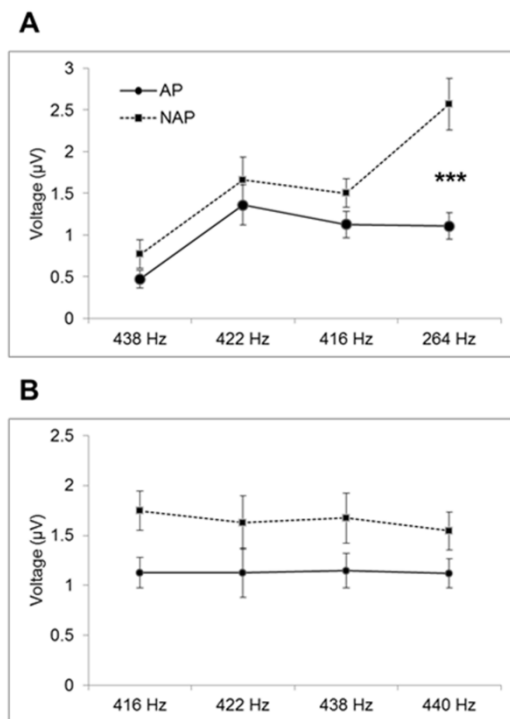 A
3
2.5
2
1.5
1
0.5
0
Voltage (µV)
AP
NAP
***
438 Hz 422 Hz 416 Hz 264 Hz
B
2.5
2
1.5
1
0.5
0
Voltage (µV)
416 Hz 422 Hz 438 Hz 440 Hz